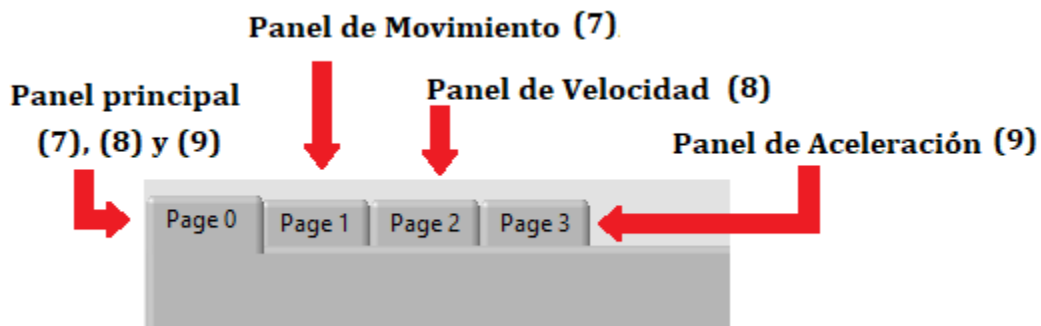 Panel de Movimiento (7)
Panel de Velocidad (8)
Panel principal
(7), (8) y (9)
Panel de Aceleración (9)
Page 0 Page 1 Page 2 Page 3